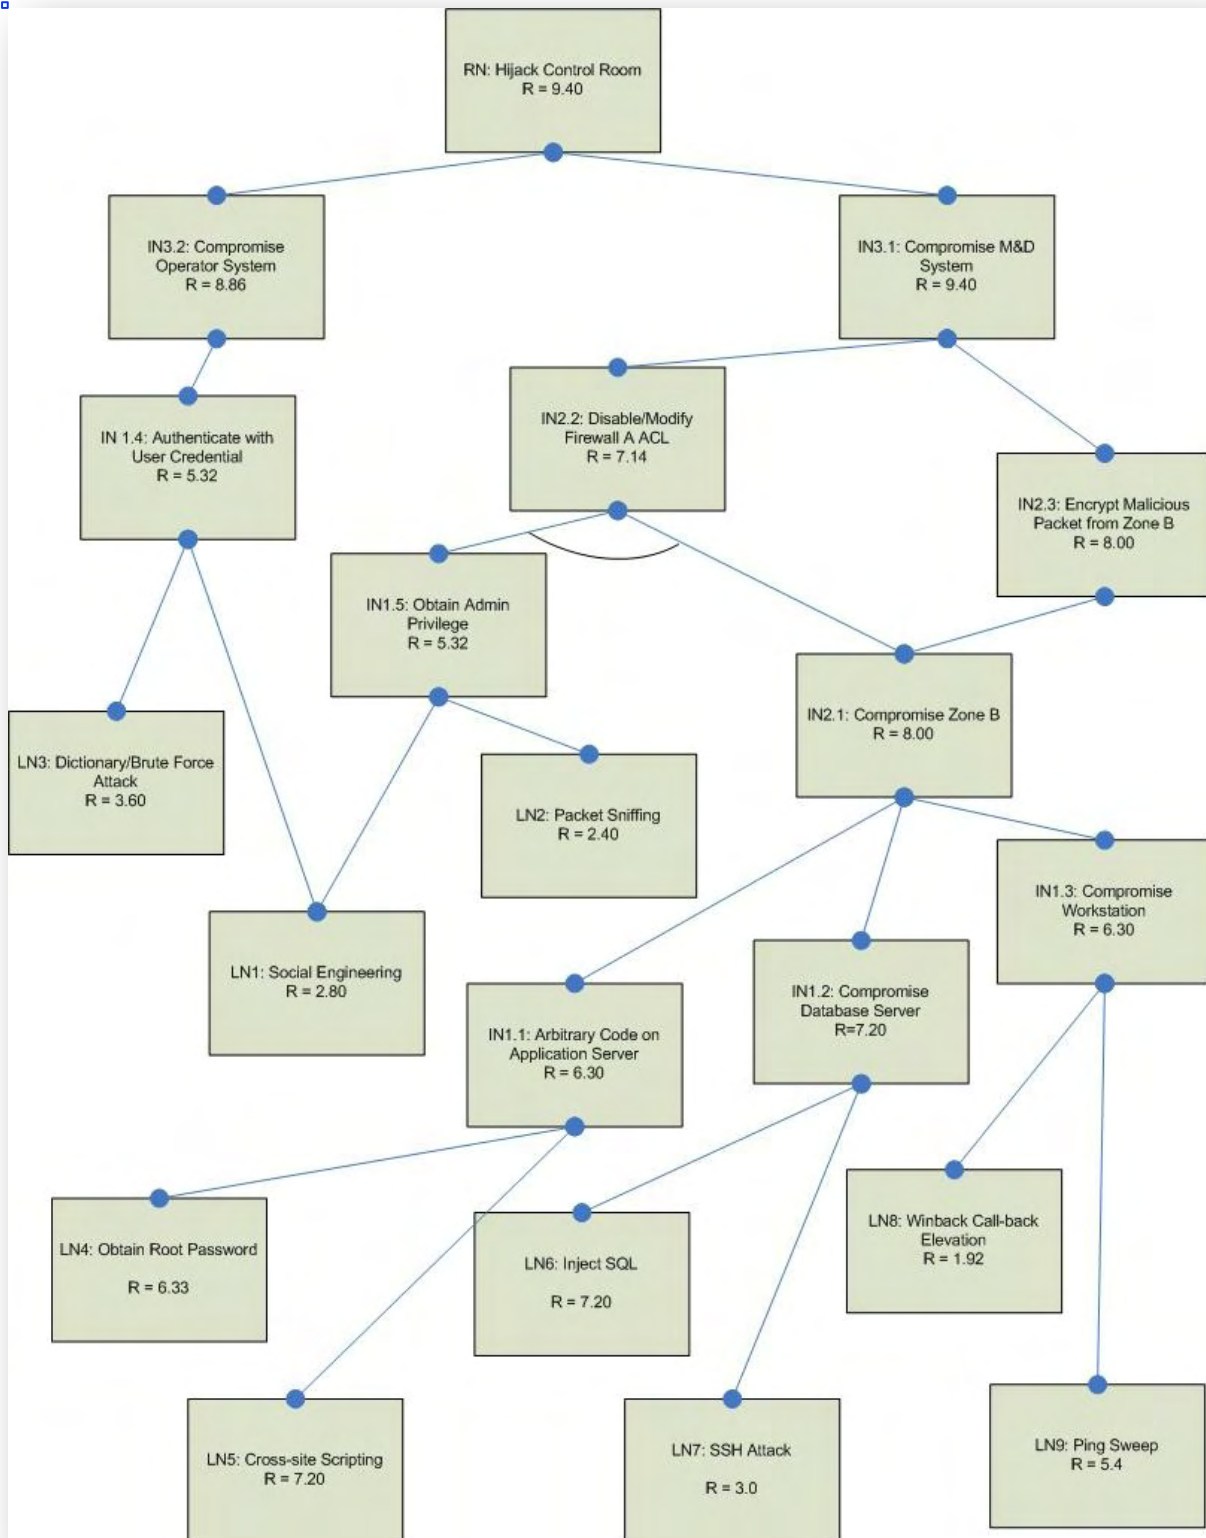 RN: Hijack Control Room
R = 9.40
IN3.2: Compromise
Operator System
R = 8.86
IN3.1: Compromise M&D
System
R = 9.40
IN 1.4: Authenticate with
User Credential
R = 5.32
IN2.2: Disable/Modify
Firewall A ACL
R = 7.14
IN2.3: Encrypt Malicious
Packet from Zone B
R = 8.00
IN1.5: Obtain Admin
Privilege
R = 5.32
IN2.1: Compromise Zone B
R = 8.00
LN3: Dictionary/Brute Force
Attack
R = 3.60
LN2: Packet Sniffing
R = 2.40
IN1.3: Compromise
Workstation
R = 6.30
LN1: Social Engineering
R = 2.80
IN1.2: Compromise
Database Server
R=7.20
IN1.1: Arbitrary Code on
Application Server
R = 6.30
LN8: Winback Call-back
Elevation
R = 1.92
LN4: Obtain Root Password
R = 6.33
LN6: Inject SQL
R = 7.20
LN9: Ping Sweep
R = 5.4
LN5: Cross-site Scripting
R = 7.20
LN7: SSH Attack
R = 3.0